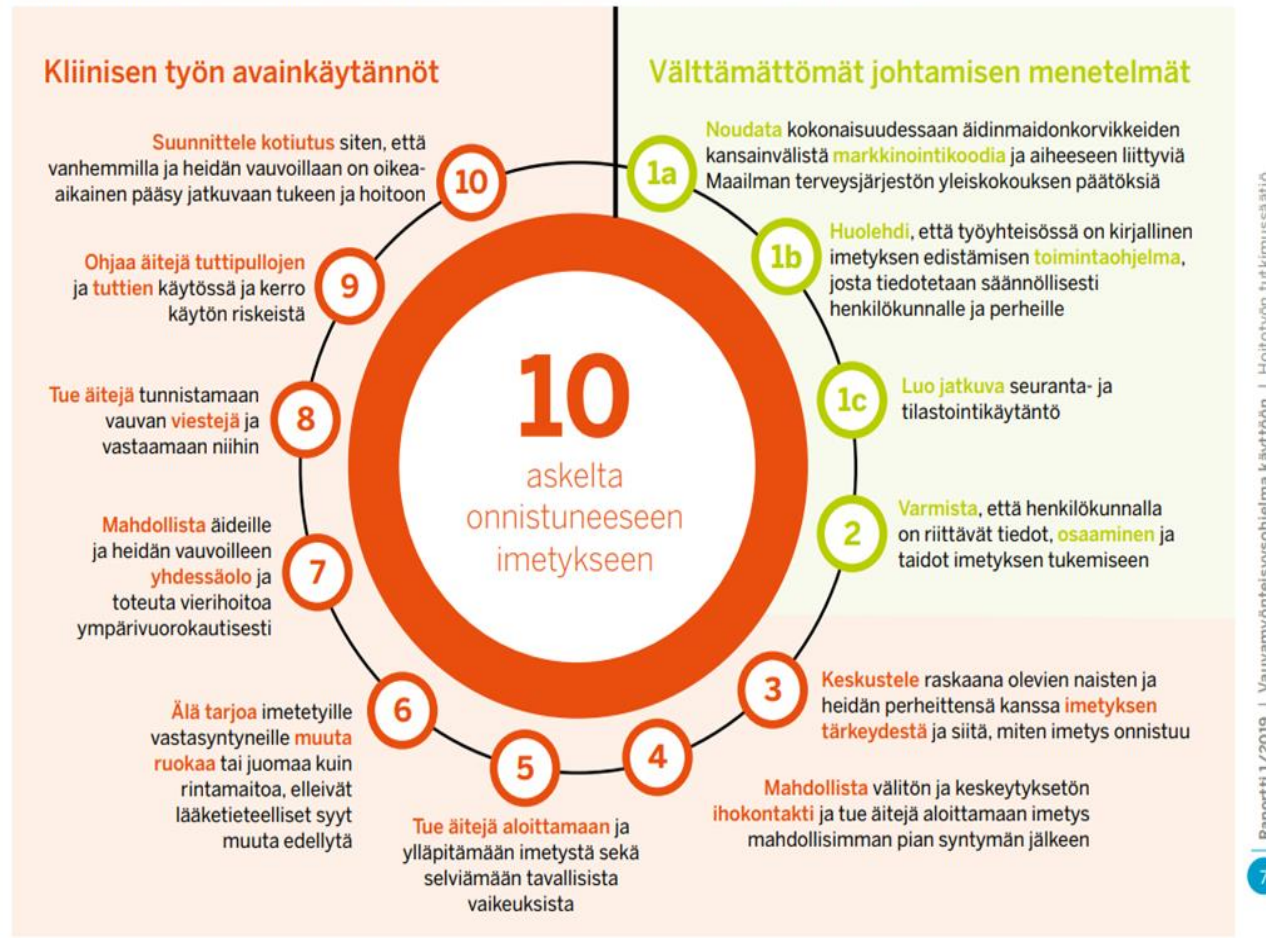 Kliinisen työn avainkäytännöt
Välttämättömät johtamisen menetelmät
1a
Noudata kokonaisuudessaan äidinmaidonkorvikkeiden
kansainvälistä markkinointikoodia ja aiheeseen liittyviä
Maailman terveysjärjestön yleiskokouksen päätöksiä
1b
Huolehdi, että työyhteisössä on kirjallinen
imetyksen edistämisen toimintaohjelma,
josta tiedotetaan säännöllisesti
henkilökunnalle ja perheille
1c
Luo jatkuva seuranta- ja
tilastointikäytäntö
2
Varmista, että henkilökunnalla
on riittävät tiedot, osaaminen ja
taidot imetyksen tukemiseen
3
Keskustele raskaana olevien naisten ja
heidän perheittensä kanssa imetyksen
tärkeydestä ja siitä, miten imetys onnistuu
4
Mahdollista välitön ja keskeytyksetön
ihokontakti ja tue äitejä aloittamaan imetys
mahdollisimman pian syntymän jälkeen
5
Tue äitejä aloittamaan ja
ylläpitämään imetystä sekä
selviämään tavallisista
vaikeuksista
6
Älä tarjoa imetetyille
vastasyntyneille muuta
ruokaa tai juomaa kuin
rintamaitoa, elleivät
lääketieteelliset syyt
muuta edellytä
7
Mahdollista äideille
ja heidän vauvoilleen
yhdessäolo ja
toteuta vierihoitoa
ympärivuorokautisesti
8
Tue äitejä tunnistamaan
vauvan viestejä ja
vastaamaan niihin
9
Ohjaa äitejä tuttipullojen
ja tuttien käytössä ja kerro
käytön riskeistä
10
Suunnittele kotiutus siten, että
vanhemmilla ja heidän vauvoillaan on oikea-
aikainen pääsy jatkuvaan tukeen ja hoitoon
10
askelta
onnistuneeseen
imetykseen
Raportti 1/2019 | Vauvamyönteisyysohjelma käyttöön | Hoitotyön tutkimussäätiö
7